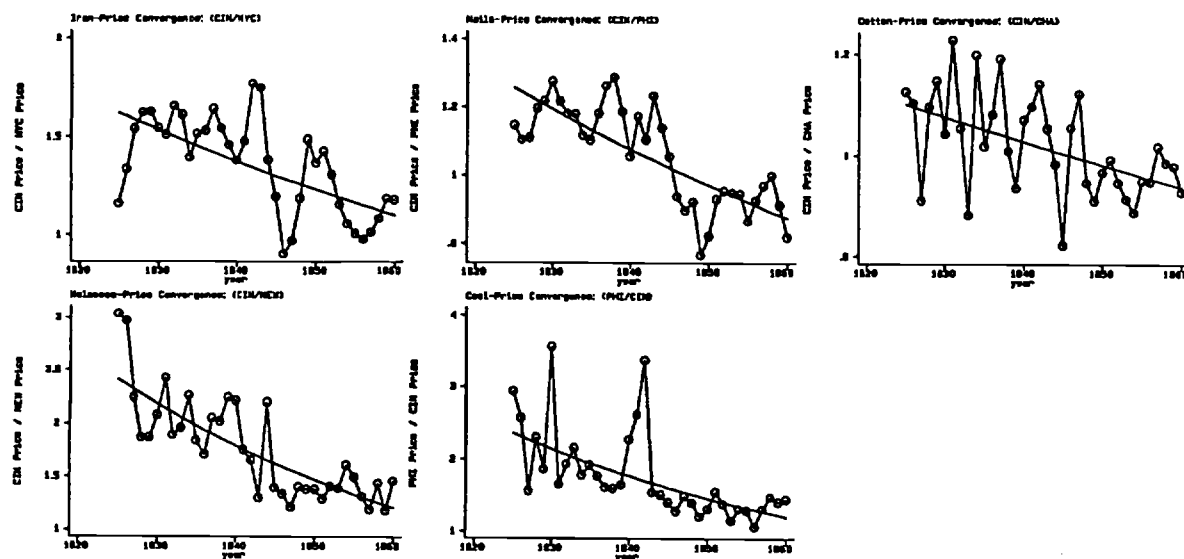 Iron-Price Convergence: (CIN/NYC)
CIN Price / NYC Price
2
1.5
1
1820
1830
1840
1850
1860
year
Nails-Price Convergence: (CIN/PHI)
CIN Price / PHI Price
1.4
1.2
1
.8
1820
1830
1840
1850
1860
year
Cotton-Price Convergence: (CIN/CHA)
CIN Price / CHA Price
1.2
1
.8
1820
1830
1840
1850
1860
year
Molasses-Price Convergence: (CIN/NEW)
CIN Price / NEW Price
3
2.5
2
1.5
1
1820
1830
1840
1850
1860
year
Coal-Price Convergence: (PHI/CIN)
PHI Price / CIN Price
4
3
2
1
1820
1830
1840
1850
1860
year